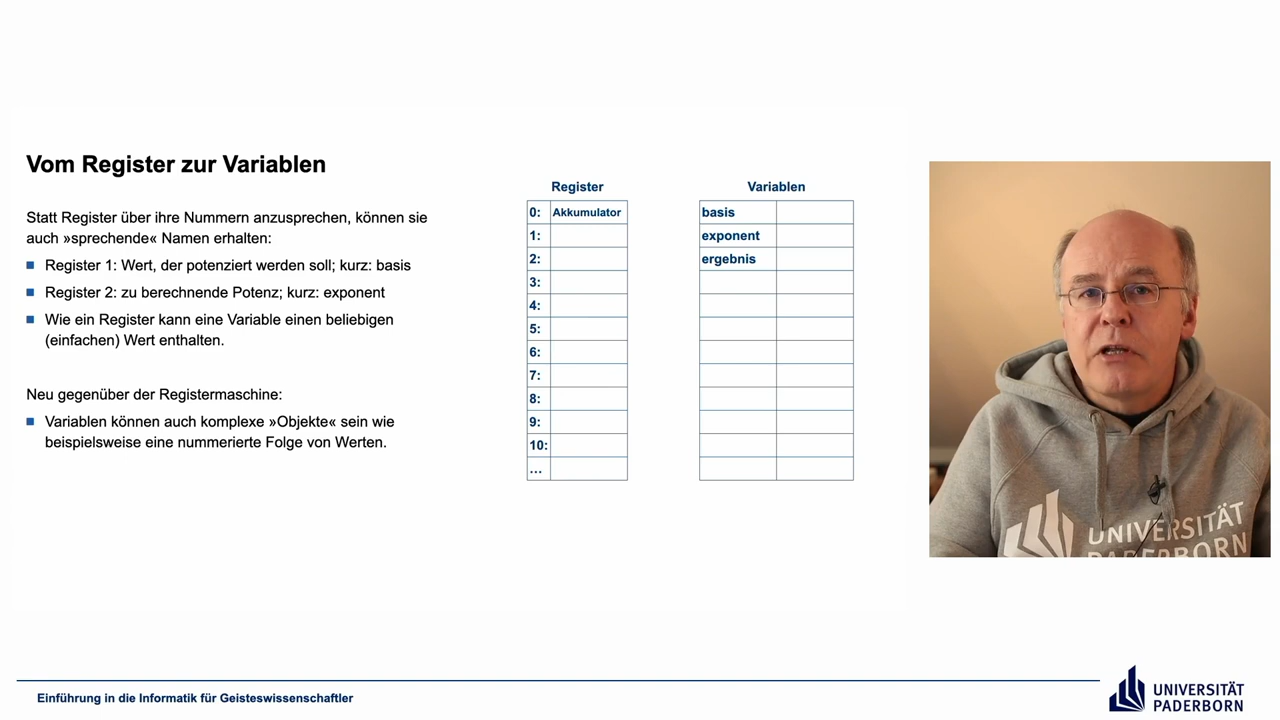 Vom Register zur Variablen
Statt Register über ihre Nummern anzusprechen, können sie
auch »sprechende« Namen erhalten:
Register 1: Wert, der potenziert werden soll; kurz: basis
Register 2: zu berechnende Potenz; kurz: exponent
Wie ein Register kann eine Variable einen beliebigen
(einfachen) Wert enthalten.
Neu gegenüber der Registermaschine:
Variablen können auch komplexe »Objekte« sein wie
beispielsweise eine nummerierte Folge von Werten.
Register
0: Akkumulator
1:
2:
3:
4:
5:
6:
7:
8:
9:
10:
...
Variablen
basis
exponent
ergebnis
UNIVERSITÄT
PADERBORN
Einführung in die Informatik für Geisteswissenschaftler
UNIVERSITÄT
PADERBORN